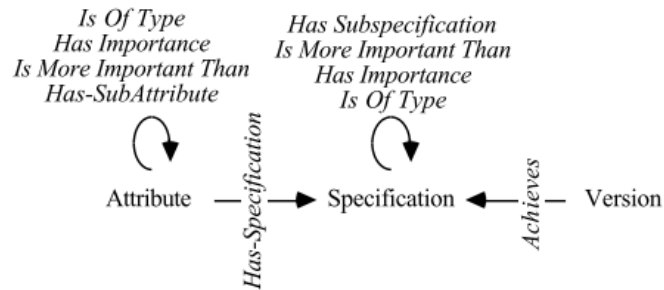 Is Of Type
Has Importance
Is More Important Than
Has-SubAttribute
Has Subspecification
Is More Important Than
Has Importance
Is Of Type
Attribute
Has-Specification
Specification
Achieves
Version